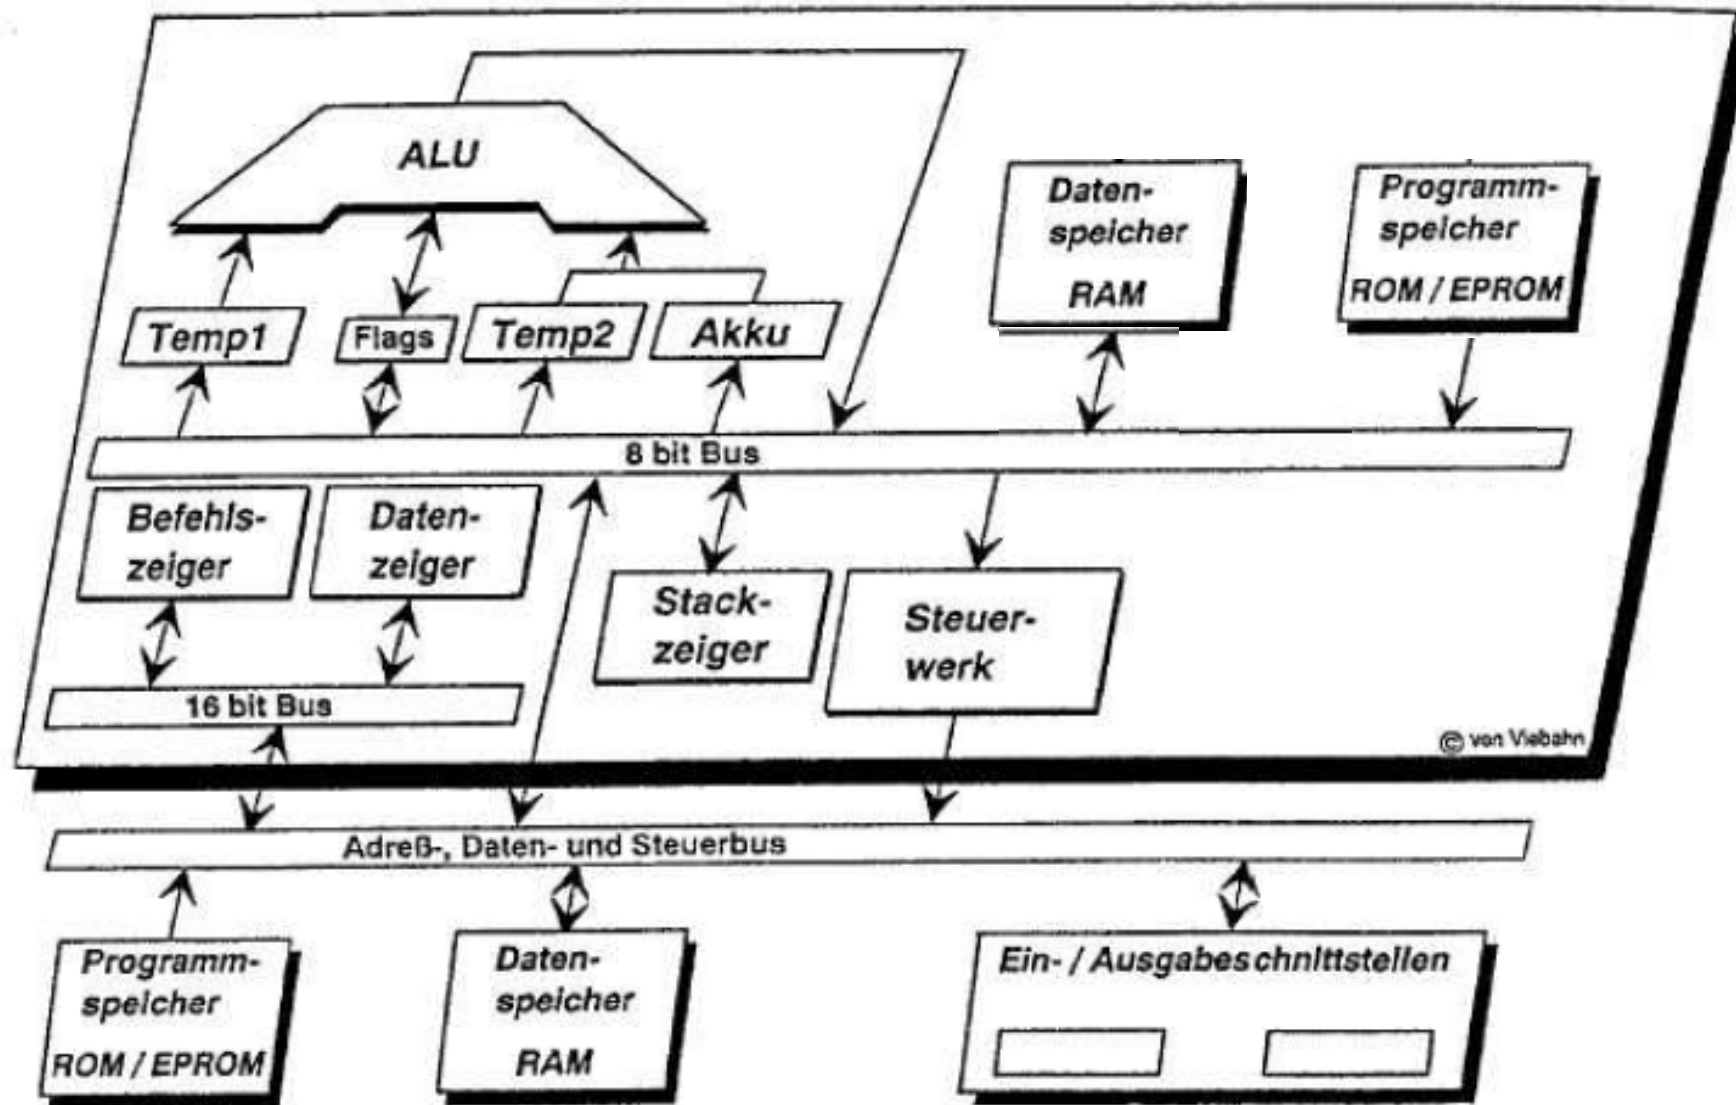 ALU
Daten-
speicher
RAM
Programm-
speicher
ROM / EPROM
Temp1
Flags
Temp2
Akku
8 bit Bus
Befehls-
zeiger
Daten-
zeiger
Stack-
zeiger
Steuer-
werk
16 bit Bus
© von Viebahn
Adreß-, Daten- und Steuerbus
Programm-
speicher
ROM / EPROM
Daten-
speicher
RAM
Ein- / Ausgabeschnittstellen